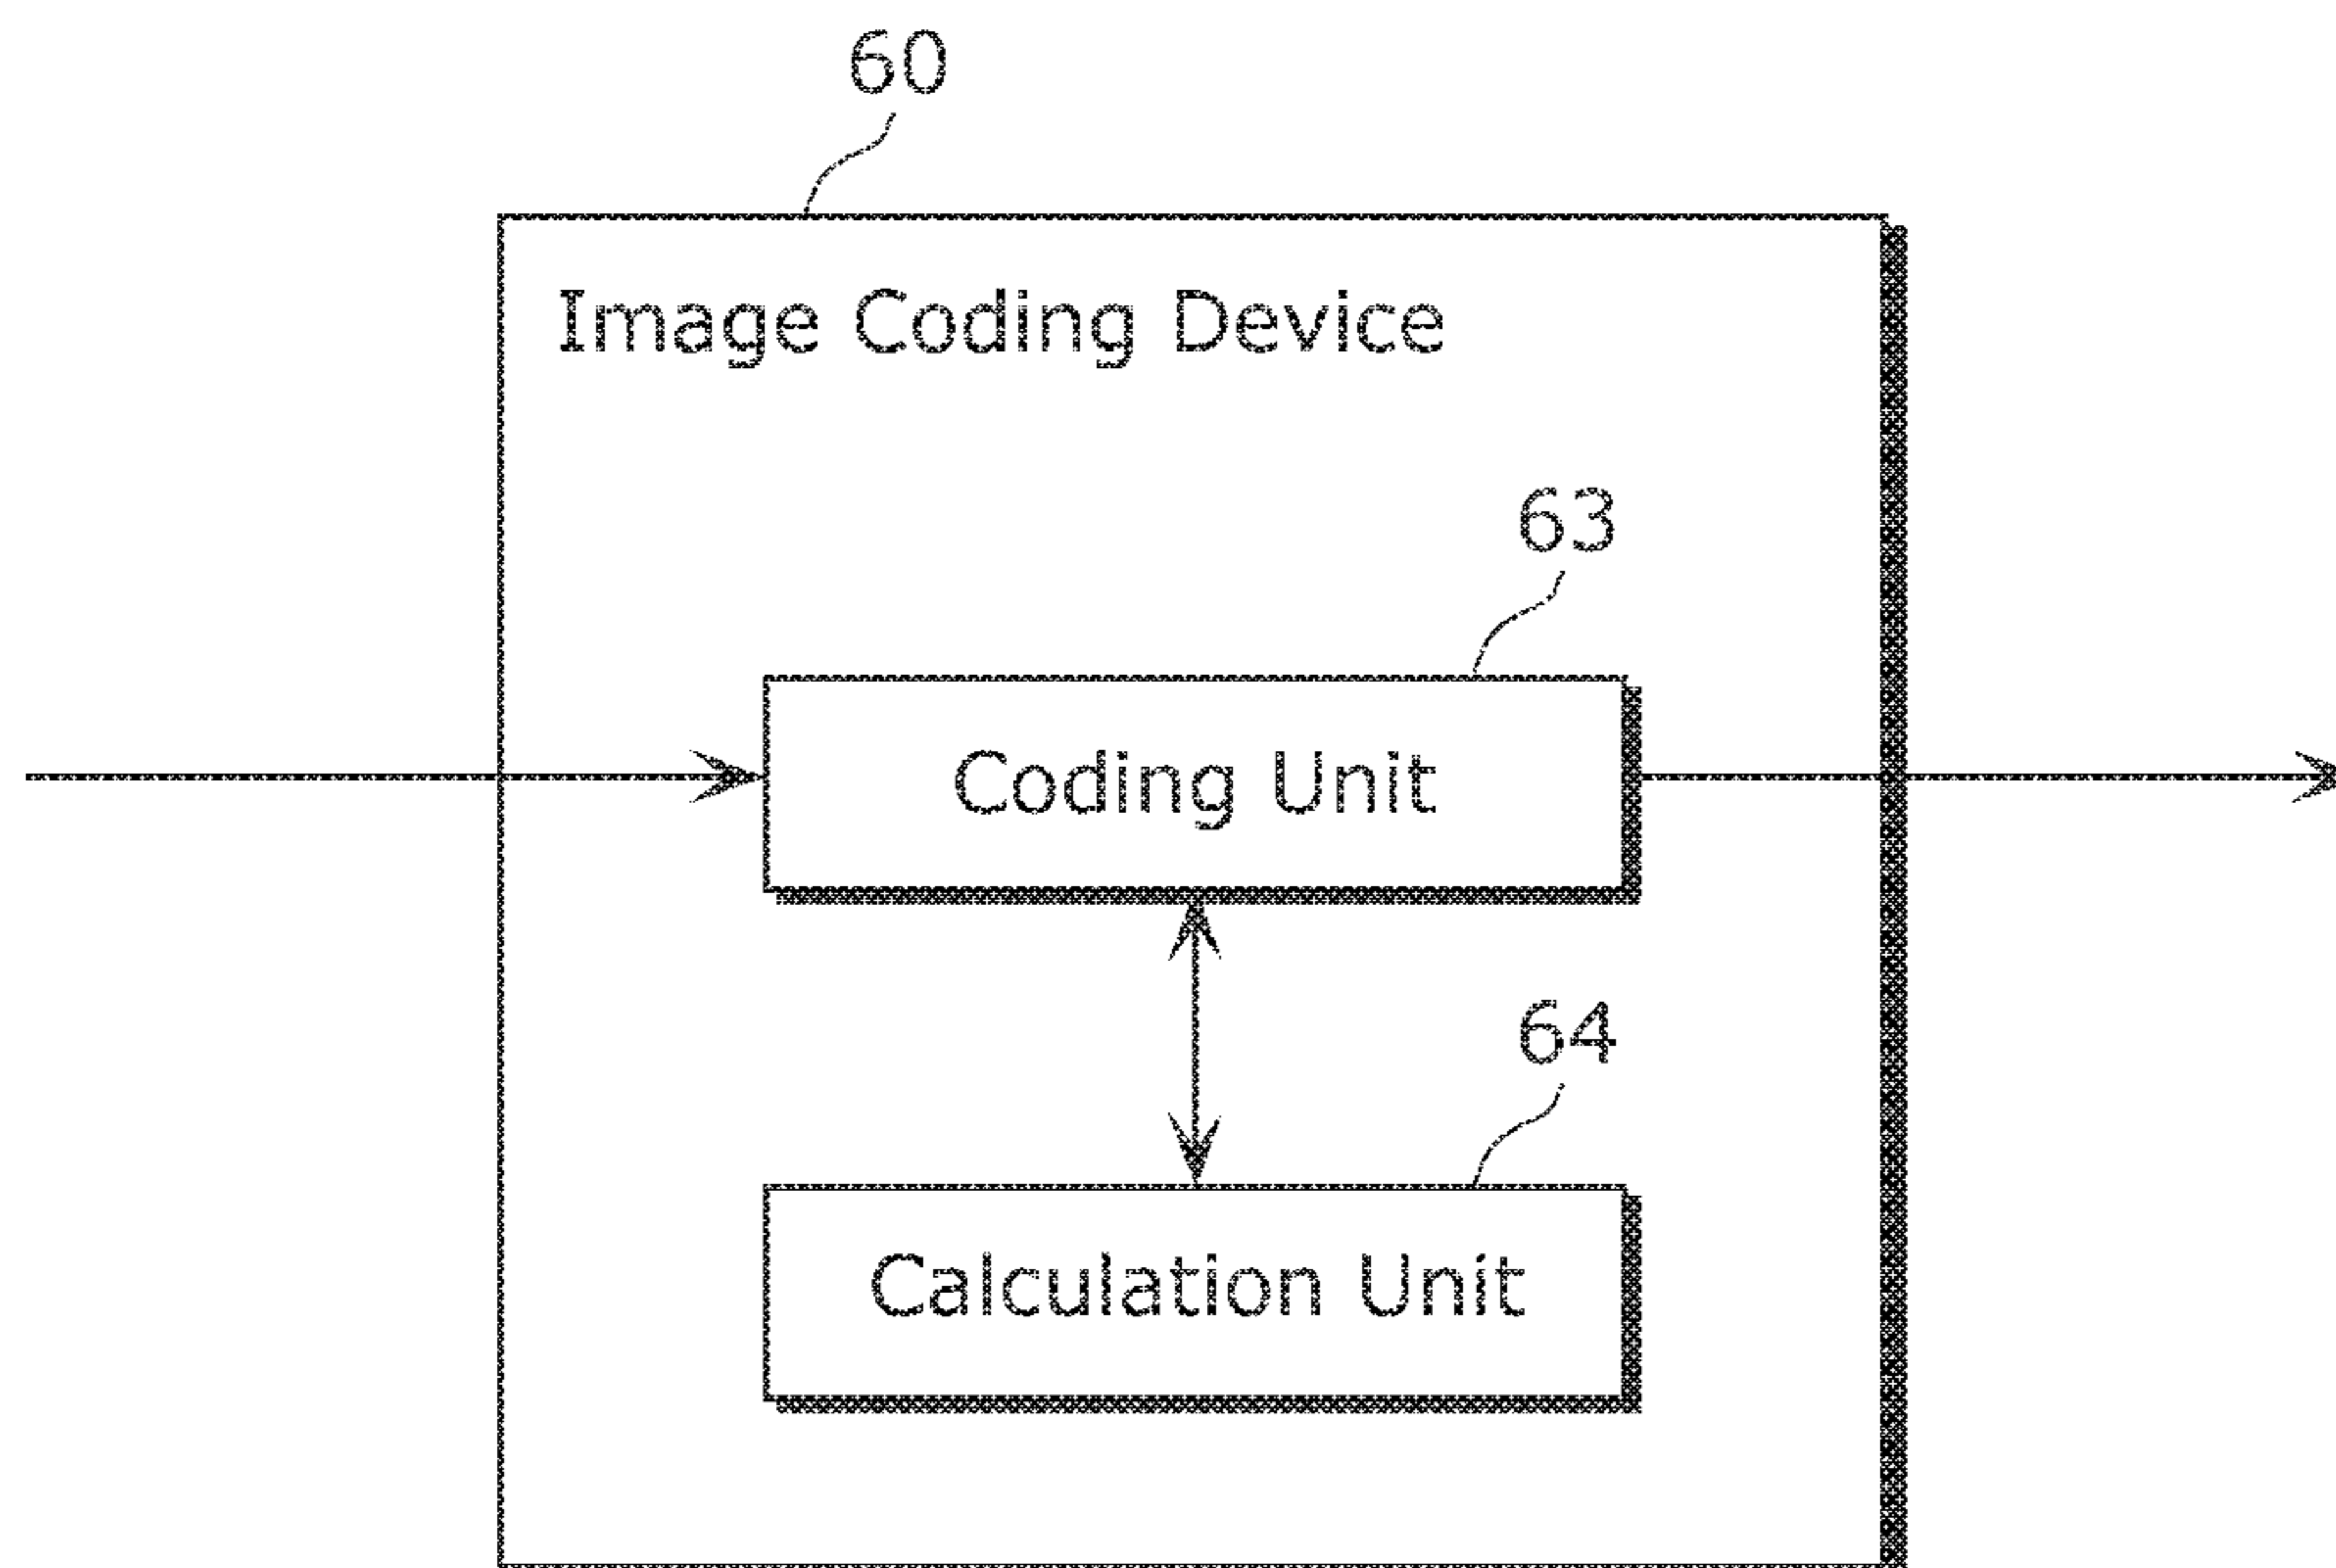 60
Image Coding Device
63
Coding Unit
64
Calculation Unit